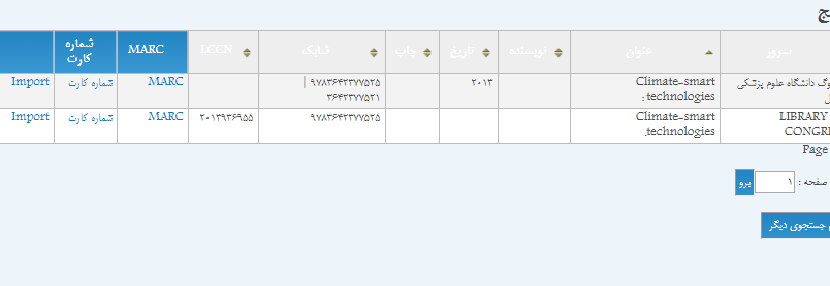 ج
سرور عنوان نویسنده تاریخ چاپ شابک LCCN MARC شماره کارت
وگ دانشگاه علوم پزشکی Climate-smart ۲۰۱۳ ۹۷۸۳۶۴۲۳۷۷۵۲۵ | MARC شماره کارت Import
ل technologies : ۳۶۴۲۳۷۷۵۲۱
LIBRARY Climate-smart ۹۷۸۳۶۴۲۳۷۷۵۲۵ ۲۰۱۳۹۳۶۹۵۵ MARC شماره کارت Import
CONGRE technologies
Page
صفحه : ۱ برو
جستجوی دیگر